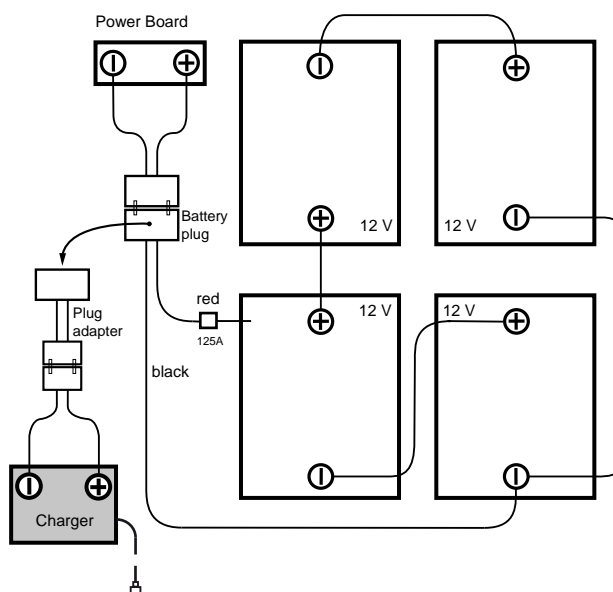 Power Board
12 V
12 V
Battery
plug
red
125A
12 V
12 V
Plug
adapter
black
Charger